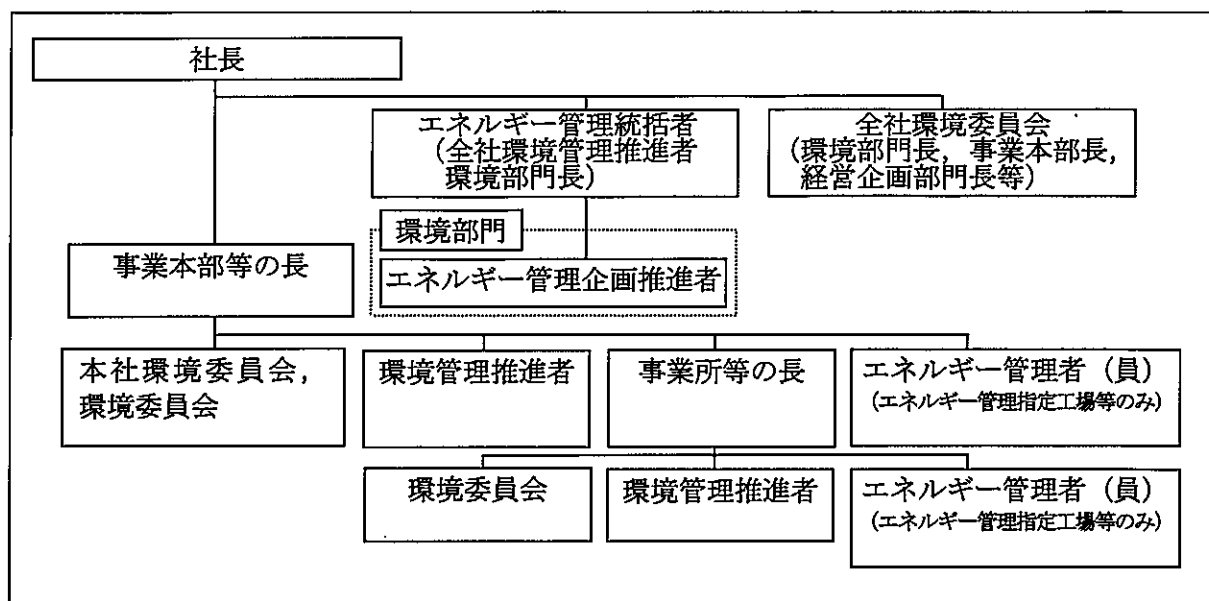 社長
エネルギー管理統括者
(全社環境管理推進者
環境部門長)
全社環境委員会
(環境部門長,事業本部長,
経営企画部門長等)
環境部門
事業本部等の長
エネルギー管理企画推進者
本社環境委員会,
環境委員会
環境管理推進者
事業所等の長
エネルギー管理者(員)
(エネルギー管理指定工場等のみ)
環境委員会
環境管理推進者
エネルギー管理者(員)
(エネルギー管理指定工場等のみ)